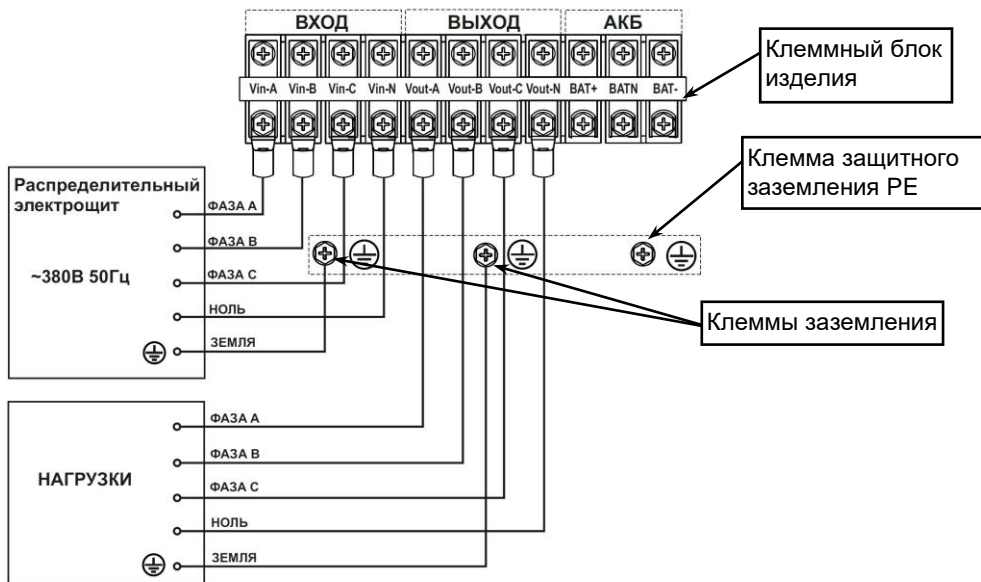 ВХОД ВЫХОД АКБ
Vin-A Vin-B Vin-C Vin-N Vout-A Vout-B Vout-C Vout-N BAT+ BATN BAT-
Клеммный блок
изделия
Клемма защитного
заземления PE
Клеммы заземления
Распределительный
электрощит
~380В 50Гц
ФАЗА А
ФАЗА В
ФАЗА С
НОЛЬ
ЗЕМЛЯ
НАГРУЗКИ
ФАЗА А
ФАЗА В
ФАЗА С
НОЛЬ
ЗЕМЛЯ